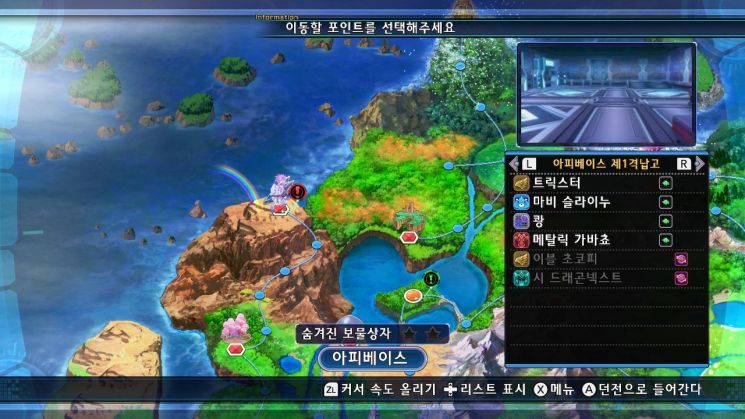 Information
이동할 포인트를 선택해주세요
L 아피베이스 제1격납고 R
트릭스터
마비 슬라이누
쾅
메탈릭 가바쵸
이블 초코피
시 드래곤넥스트
숨겨진 보물상자
아피베이스
ZL 커서 속도 올리기 리스트 표시 X 메뉴 A 던전으로 들어간다